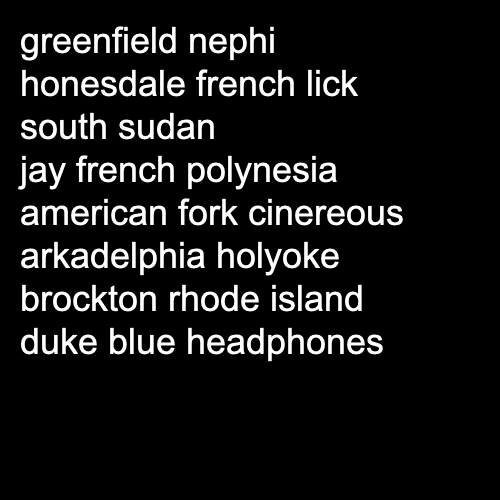 greenfield nephi
honesdale french lick
south sudan
jay french polynesia
american fork cinereous
arkadelphia holyoke
brockton rhode island
duke blue headphones